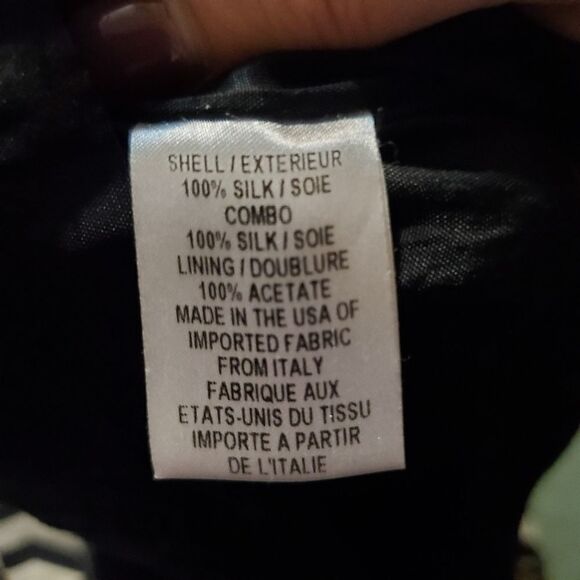 SHELL / EXTERIEUR
100% SILK / SOIE
COMBO
100% SILK / SOIE
LINING / DOUBLURE
100% ACETATE
MADE IN THE USA OF
IMPORTED FABRIC
FROM ITALY
FABRIQUE AUX
ETATS-UNIS DU TISSU
IMPORTE A PARTIR
DE L'ITALIE